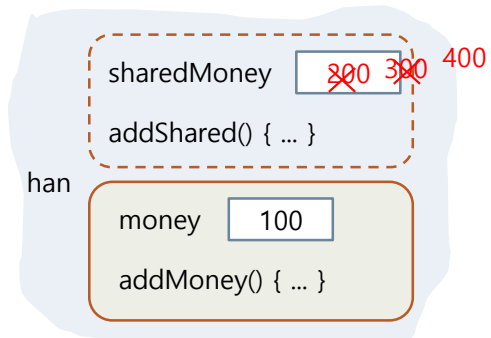 sharedMoney 200 300 400
addShared() { ... }
han
money 100
addMoney() { ... }